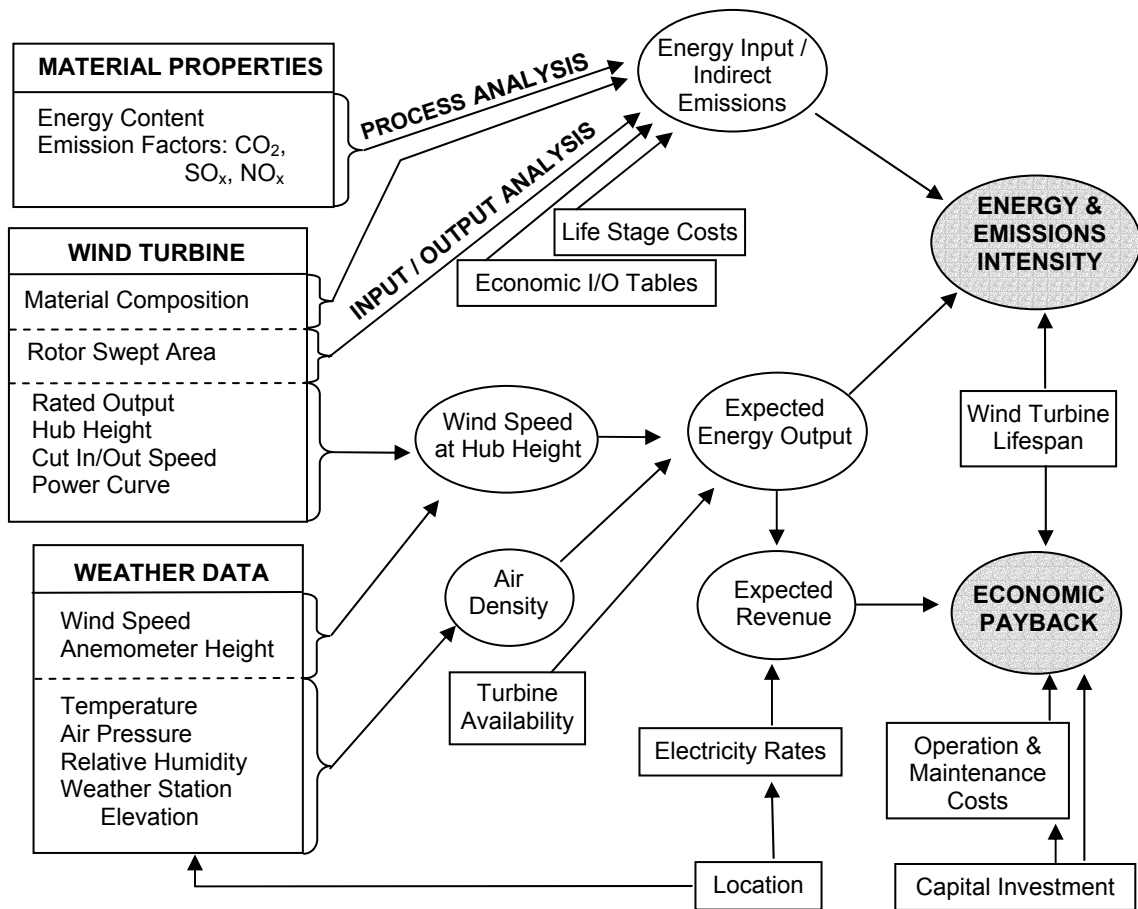 MATERIAL PROPERTIES
Energy Content
Emission Factors: CO₂,
SOₓ, NOₓ
WIND TURBINE
Material Composition
Rotor Swept Area
Rated Output
Hub Height
Cut In/Out Speed
Power Curve
WEATHER DATA
Wind Speed
Anemometer Height
Temperature
Air Pressure
Relative Humidity
Weather Station
Elevation
PROCESS ANALYSIS
INPUT / OUTPUT ANALYSIS
Energy Input /
Indirect
Emissions
Life Stage Costs
Economic I/O Tables
ENERGY &
EMISSIONS
INTENSITY
Wind Speed
at Hub Height
Expected
Energy Output
Wind Turbine
Lifespan
Air
Density
Expected
Revenue
ECONOMIC
PAYBACK
Turbine
Availability
Electricity Rates
Operation &
Maintenance
Costs
Location
Capital Investment